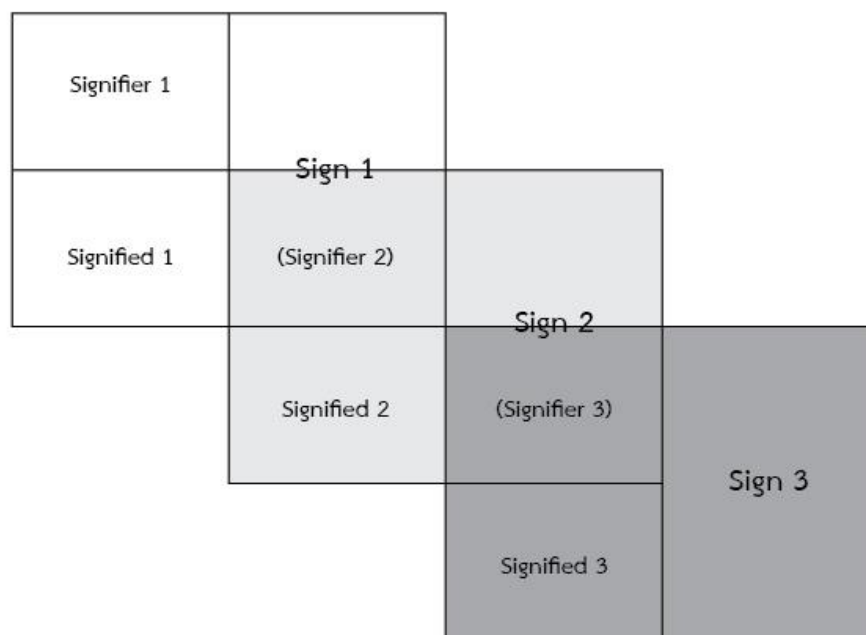 Signifier 1
Sign 1
Signified 1
(Signifier 2)
Sign 2
Signified 2
(Signifier 3)
Sign 3
Signified 3